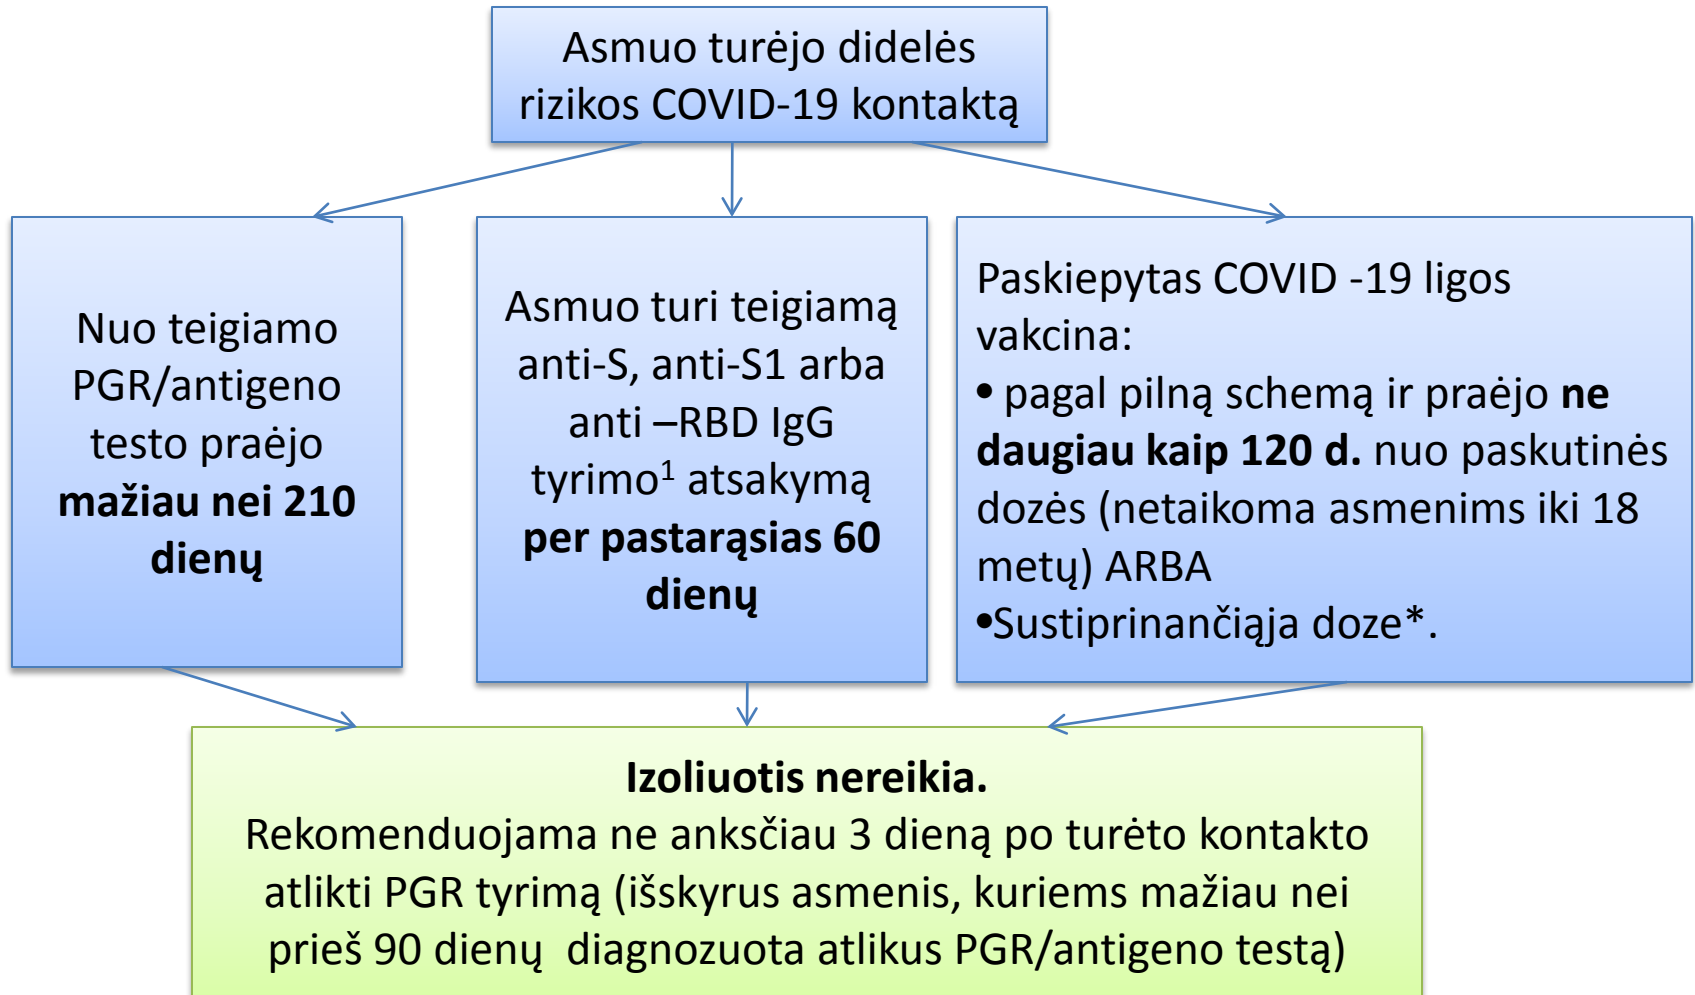 Asmuo turėjo didelės
rizikos COVID-19 kontaktą
Nuo teigiamo
PGR/antigeno
testo praėjo
mažiau nei 210
dienų
Asmuo turi teigiamą
anti-S, anti-S1 arba
anti –RBD IgG
tyrimo¹ atsakymą
per pastarąsias 60
dienų
Paskiepytas COVID -19 ligos
vakcina:
• pagal pilną schemą ir praėjo ne
daugiau kaip 120 d. nuo paskutinės
dozės (netaikoma asmenims iki 18
metų) ARBA
•Sustiprinančiąja doze*.
Izoliuotis nereikia.
Rekomenduojama ne anksčiau 3 dieną po turėto kontakto
atlikti PGR tyrimą (išskyrus asmenis, kuriems mažiau nei
prieš 90 dienų  diagnozuota atlikus PGR/antigeno testą)